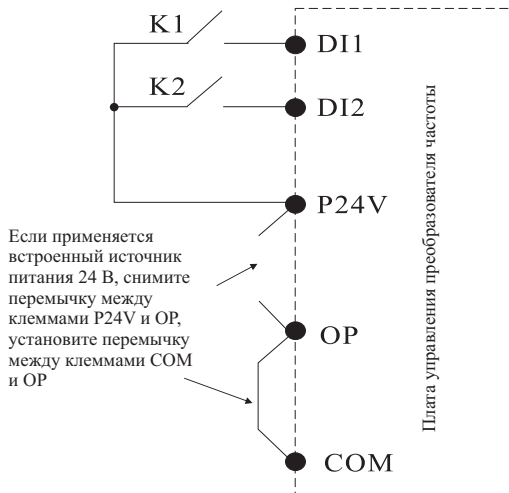 K1
DI1
K2
DI2
P24V
Если применяется
встроенный источник
питания 24 В, снимите
перемычку между
клеммами P24V и OP,
установите перемычку
между клеммами COM
и OP
OP
COM
Плата управления преобразователя частоты